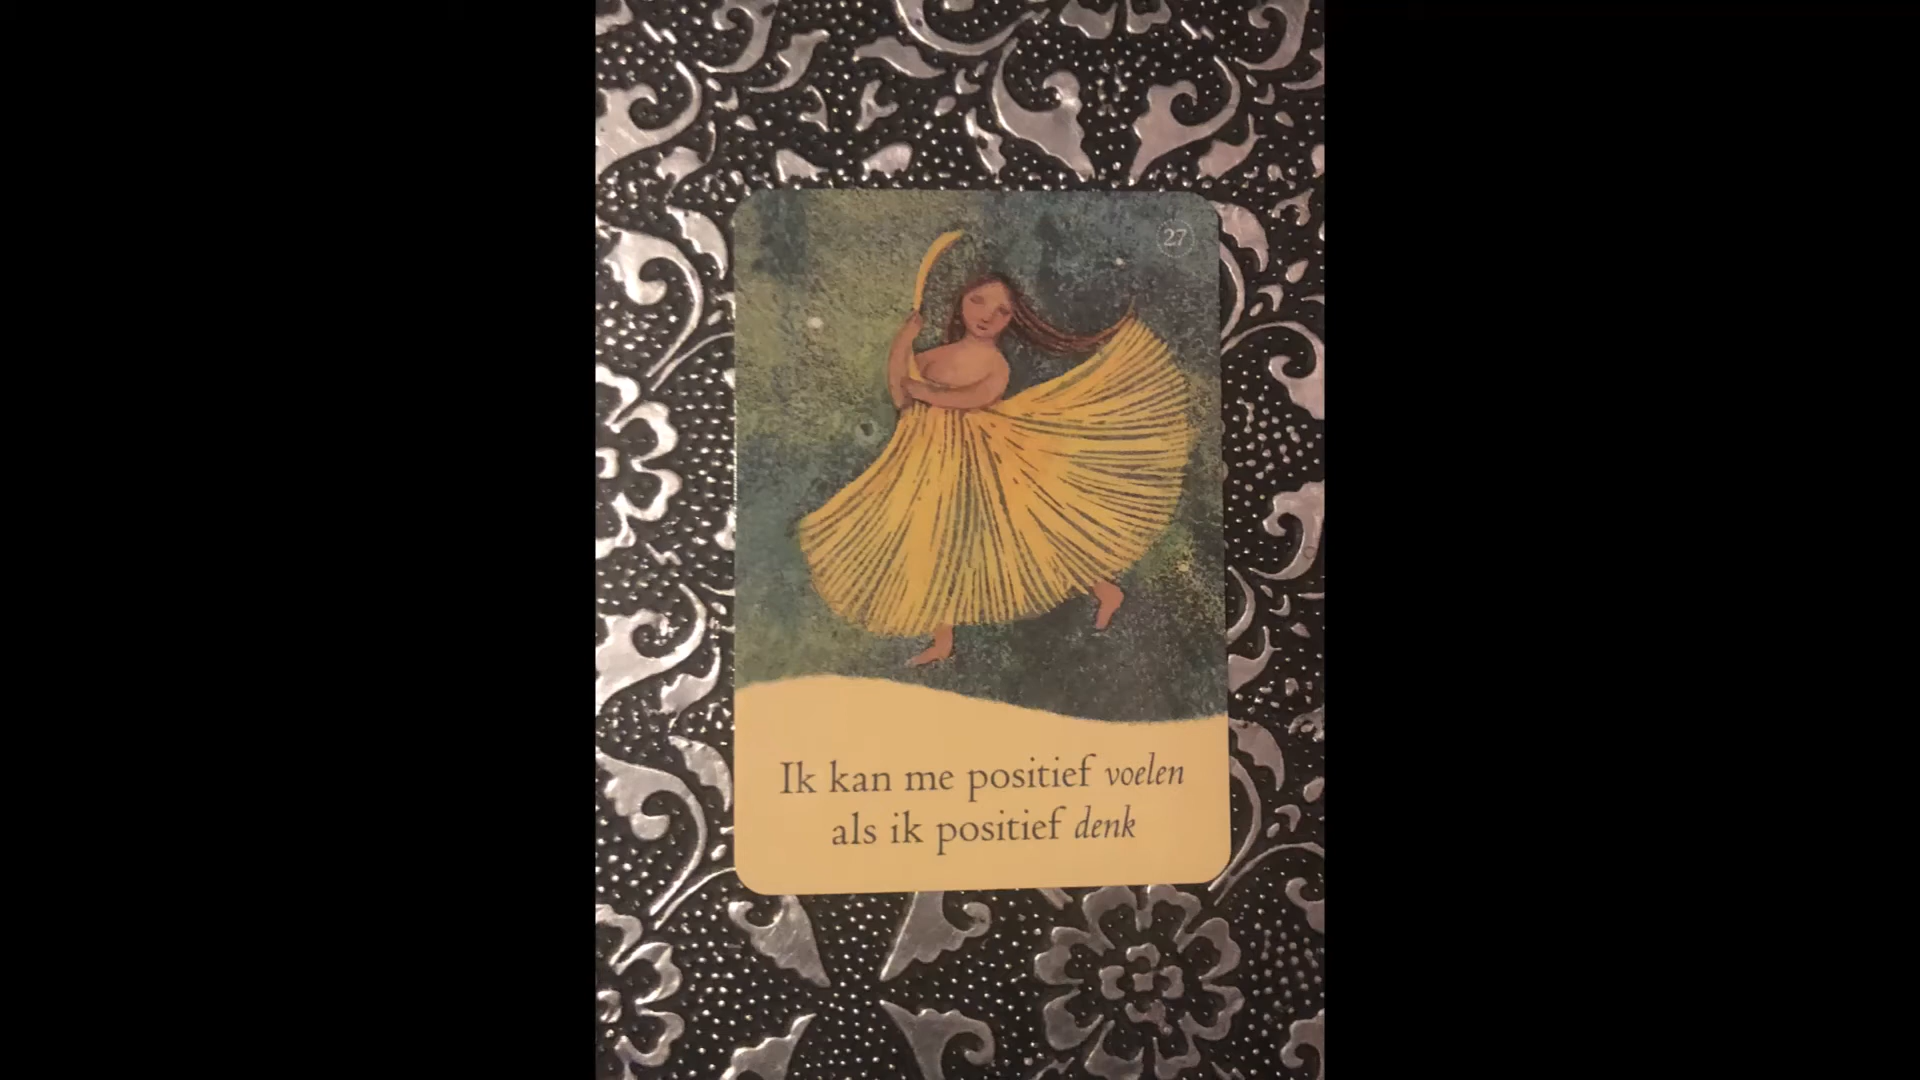 27
Ik kan me positief voelen
als ik positief denk